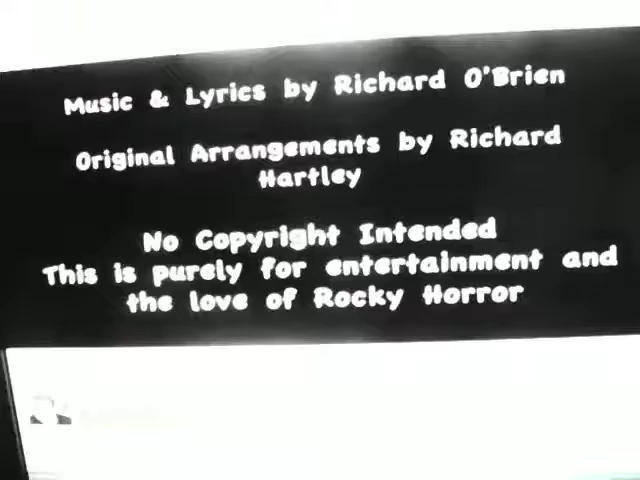 Music & Lyrics by Richard O'Brien
Original Arrangements by Richard
Hartley
No Copyright Intended
This is purely for entertainment and
the love of Rocky Horror